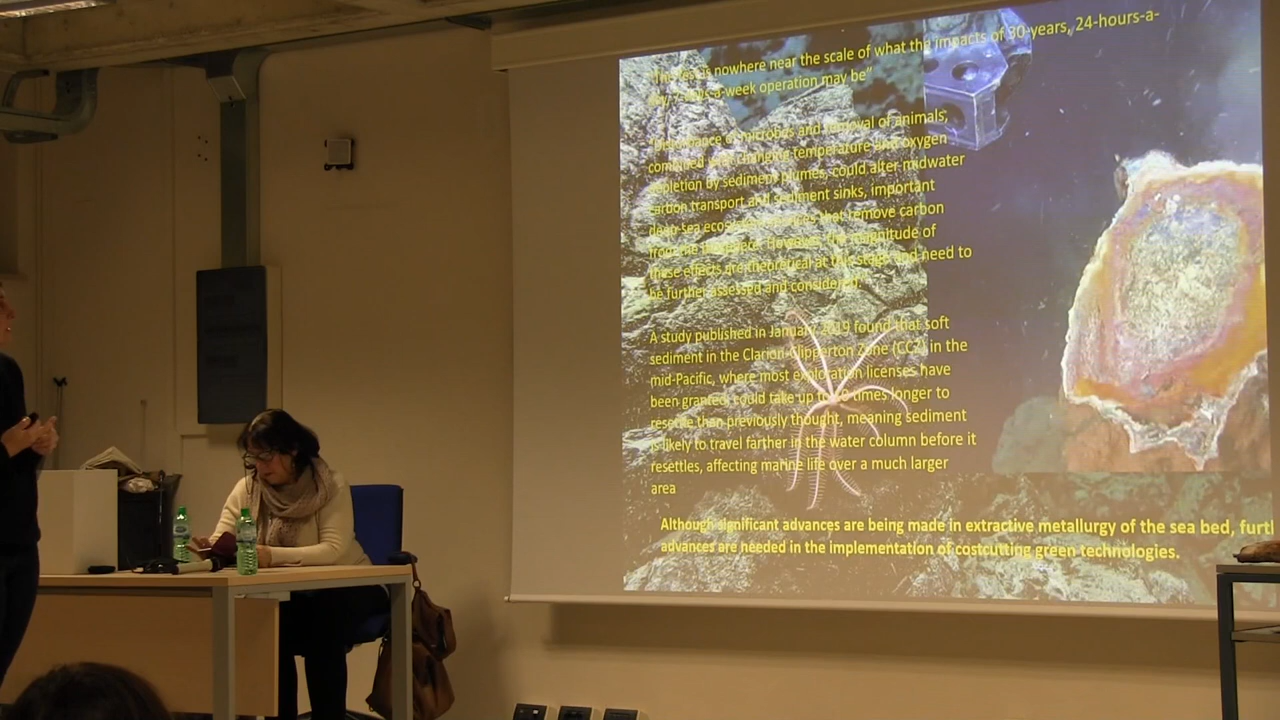 "The test is nowhere near the scale of what the impacts of 30-years, 24-hours-a-
day, 7-days-a-week operation may be"
"Disturbance of microbes and removal of animals,
combined with changing temperature and oxygen
depletion by sediment plumes, could alter midwater
carbon transport and sediment sinks, important
deep-sea ecosystem services that remove carbon
from the However, the magnitude of
these effects are theoretical at this stage and need to
be further assessed and considered."
A study published in January 2019 found that soft
sediment in the Clarion-Clipperton Zone (CCZ) in the
mid-Pacific, where most exploration licenses have
been granted, could take up to times longer to
resettle than previously thought, meaning sediment
is likely to travel farther in the water column before it
resettles, affecting marine life over a much larger
area
Although significant advances are being made in extractive metallurgy of the sea bed, furt
advances are needed in the implementation of costcutting green technologies.